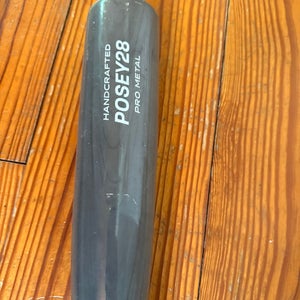 HANDCRAFTED
POSEY28
PRO METAL